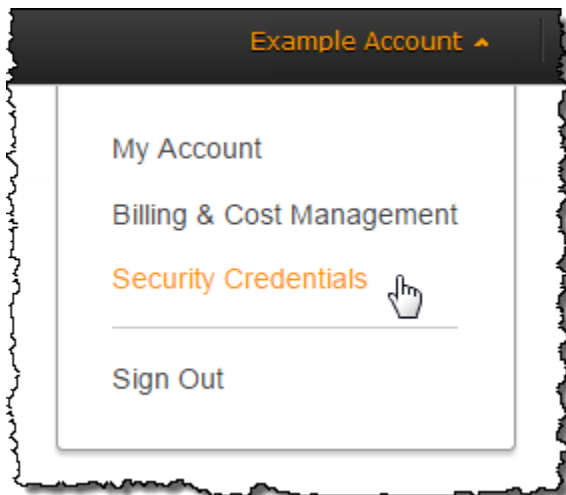 Example Account
My Account
Billing & Cost Management
Security Credentials
Sign Out